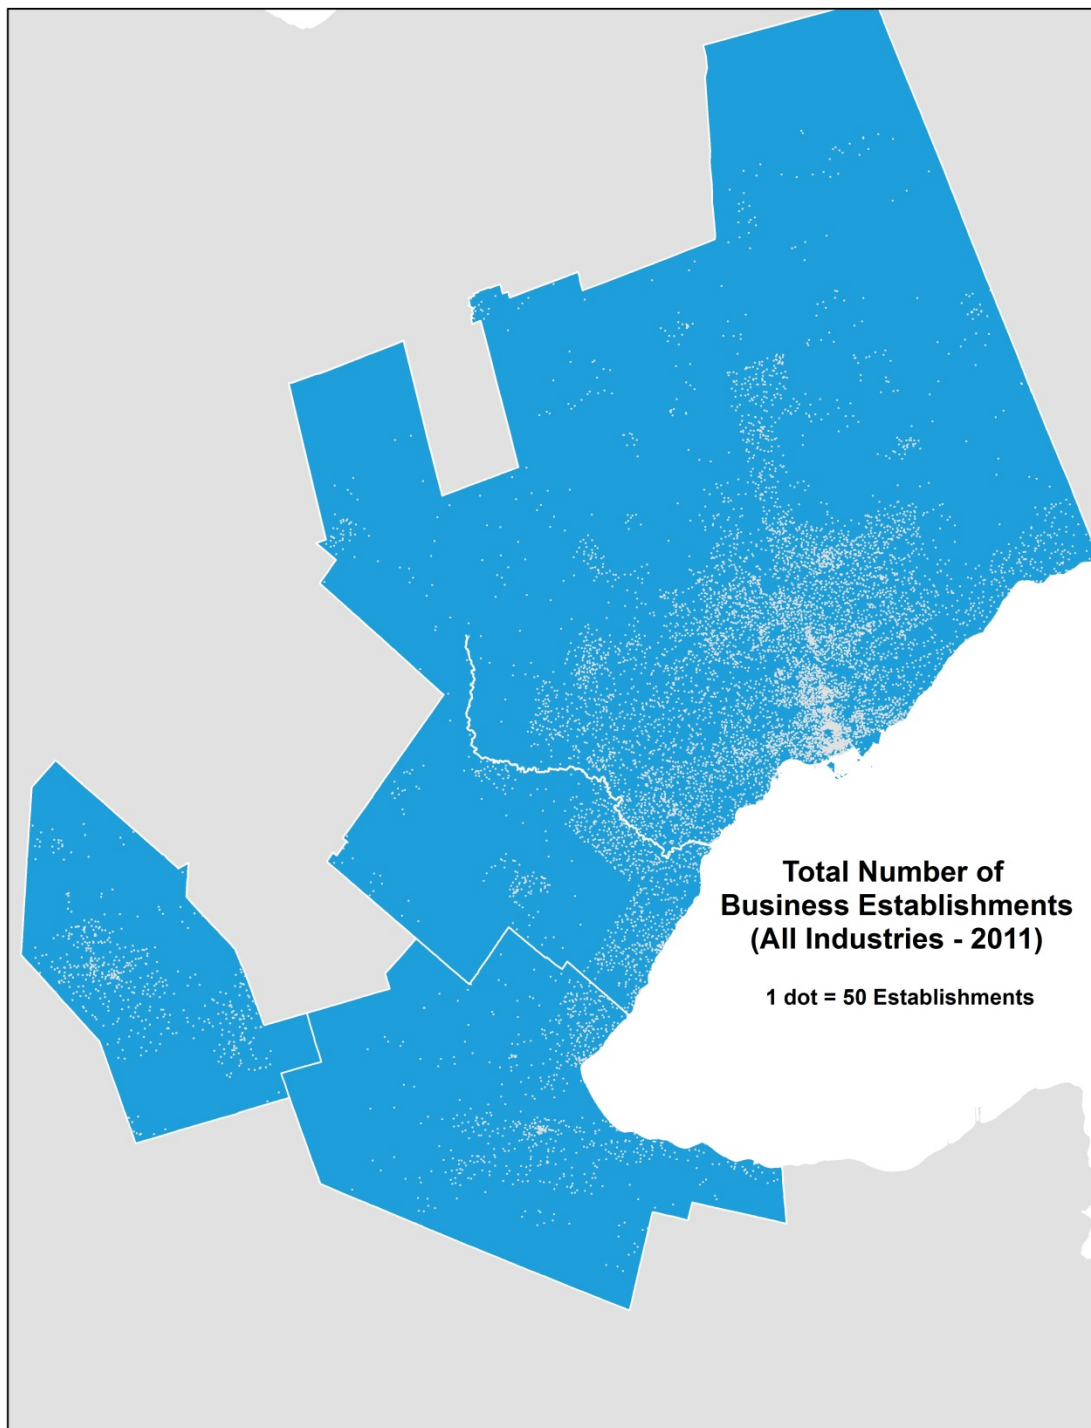 Total Number of
Business Establishments
(All Industries - 2011)
1 dot = 50 Establishments